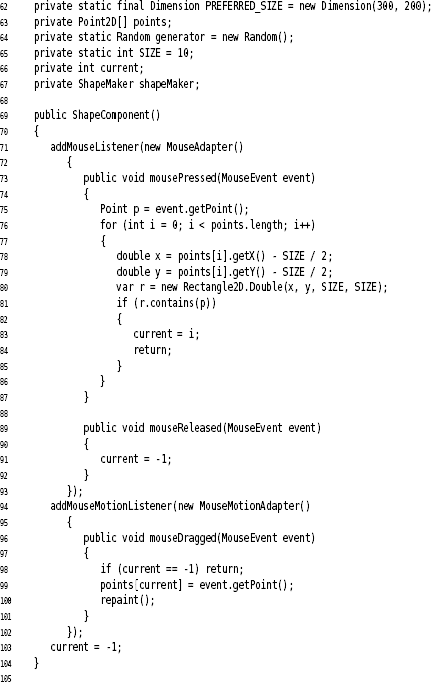 62 private static final Dimension PREFERRED_SIZE = new Dimension(300, 200);
63 private Point2D[] points;
64 private static Random generator = new Random();
65 private static int SIZE = 10;
66 private int current;
67 private ShapeMaker shapeMaker;
68
69 public ShapeComponent()
70 {
71 addMouseListener(new MouseAdapter()
72 {
73 public void mousePressed(MouseEvent event)
74 {
75 Point p = event.getPoint();
76 for (int i = 0; i < points.length; i++)
77 {
78 double x = points[i].getX() - SIZE / 2;
79 double y = points[i].getY() - SIZE / 2;
80 var r = new Rectangle2D.Double(x, y, SIZE, SIZE);
81 if (r.contains(p))
82 {
83 current = i;
84 return;
85 }
86 }
87 }
88
89 public void mouseReleased(MouseEvent event)
90 {
91 current = -1;
92 }
93 });
94 addMouseMotionListener(new MouseMotionAdapter()
95 {
96 public void mouseDragged(MouseEvent event)
97 {
98 if (current == -1) return;
99 points[current] = event.getPoint();
100 repaint();
101 }
102 });
103 current = -1;
104 }
105